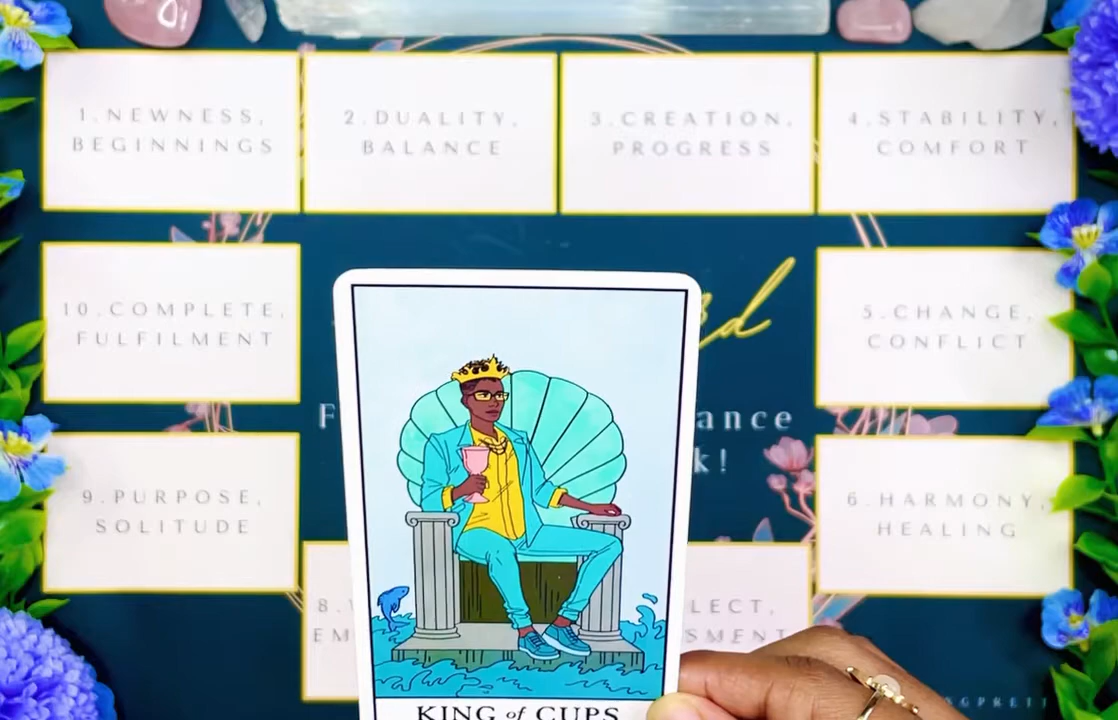 1.NEWNESS,
BEGINNINGS
2.DUALITY,
BALANCE
3.CREATION,
PROGRESS
4.STABILITY,
COMFORT
10.COMPLETE,
FULFILMENT
5.CHANGE,
CONFLICT
9.PURPOSE,
SOLITUDE
6.HARMONY,
HEALING
8.
KING of CUPS